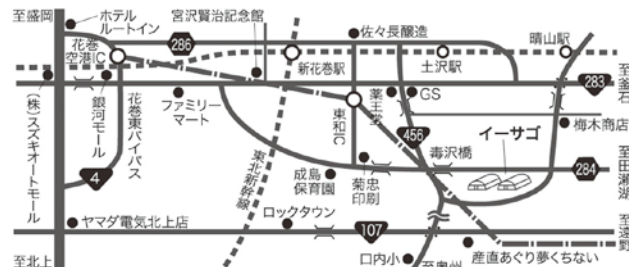 至盛岡
ホテル
ルートイン
宮沢賢治記念館
佐々長醸造
286
花巻
空港IC
新花巻駅
土沢駅
晴山駅
至釜石
283
(株)スズキオートモール
銀河モール
花巻東バイパス
ファミリー
マート
東和IC
薬王堂
GS
456
梅木商店
イーサゴ
毒沢橋
4
東北新幹線
成島
保育園
菊忠
印刷
284
至田瀬湖
ヤマダ電気北上店
ロックタウン
107
至遠野
至北上
口内小
至奥州
産直あぐり夢くちない